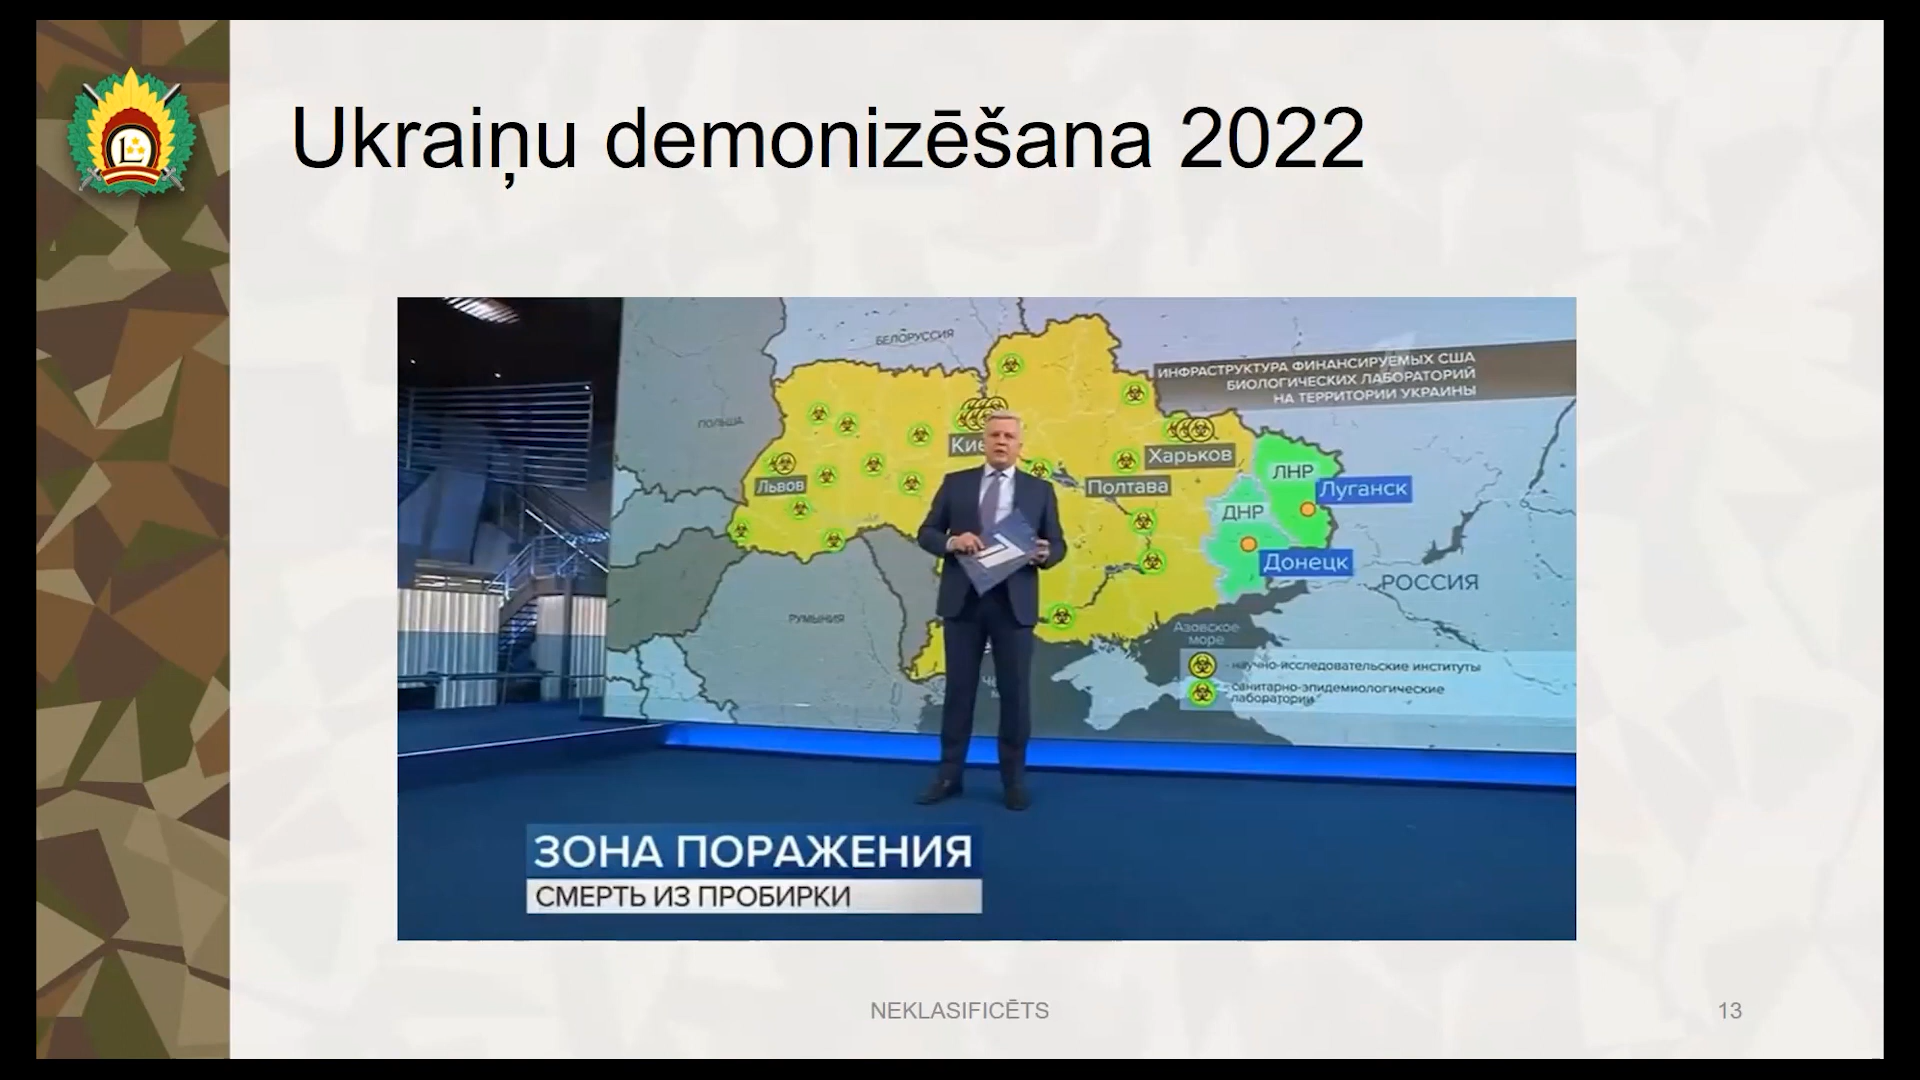 Ukraiņu demonizēšana 2022
БЕЛОРУССИЯ
ИНФРАСТРУКТУРА ФИНАНСИРУЕМЫХ США
БИОЛОГИЧЕСКИХ ЛАБОРАТОРИЙ
НА ТЕРРИТОРИИ УКРАИНЫ
ПОЛЬША
Харьков
Львов
Полтава
ЛНР
Луганск
ДНР
Донецк
РОССИЯ
РУМЫНИЯ
Азовское
море
- научно-исследовательские институты
- санитарно-эпидемиологические
лаборатории
ЗОНА ПОРАЖЕНИЯ
СМЕРТЬ ИЗ ПРОБИРКИ
NEKLASIFICĒTS
13